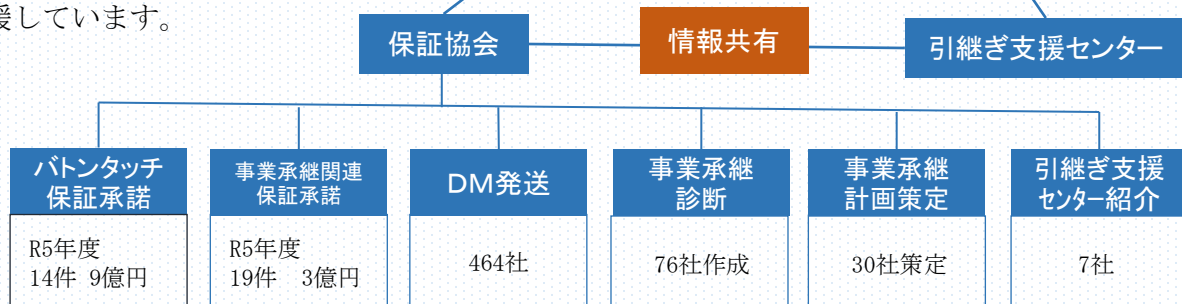 援しています。
保証協会
情報共有
引継ぎ支援センター
バトンタッチ
保証承諾
事業承継関連
保証承諾
DM発送
事業承継
診断
事業承継
計画策定
引継ぎ支援
センター紹介
R5年度
14件 9億円
R5年度
19件　3億円
464社
76社作成
30社策定
7社